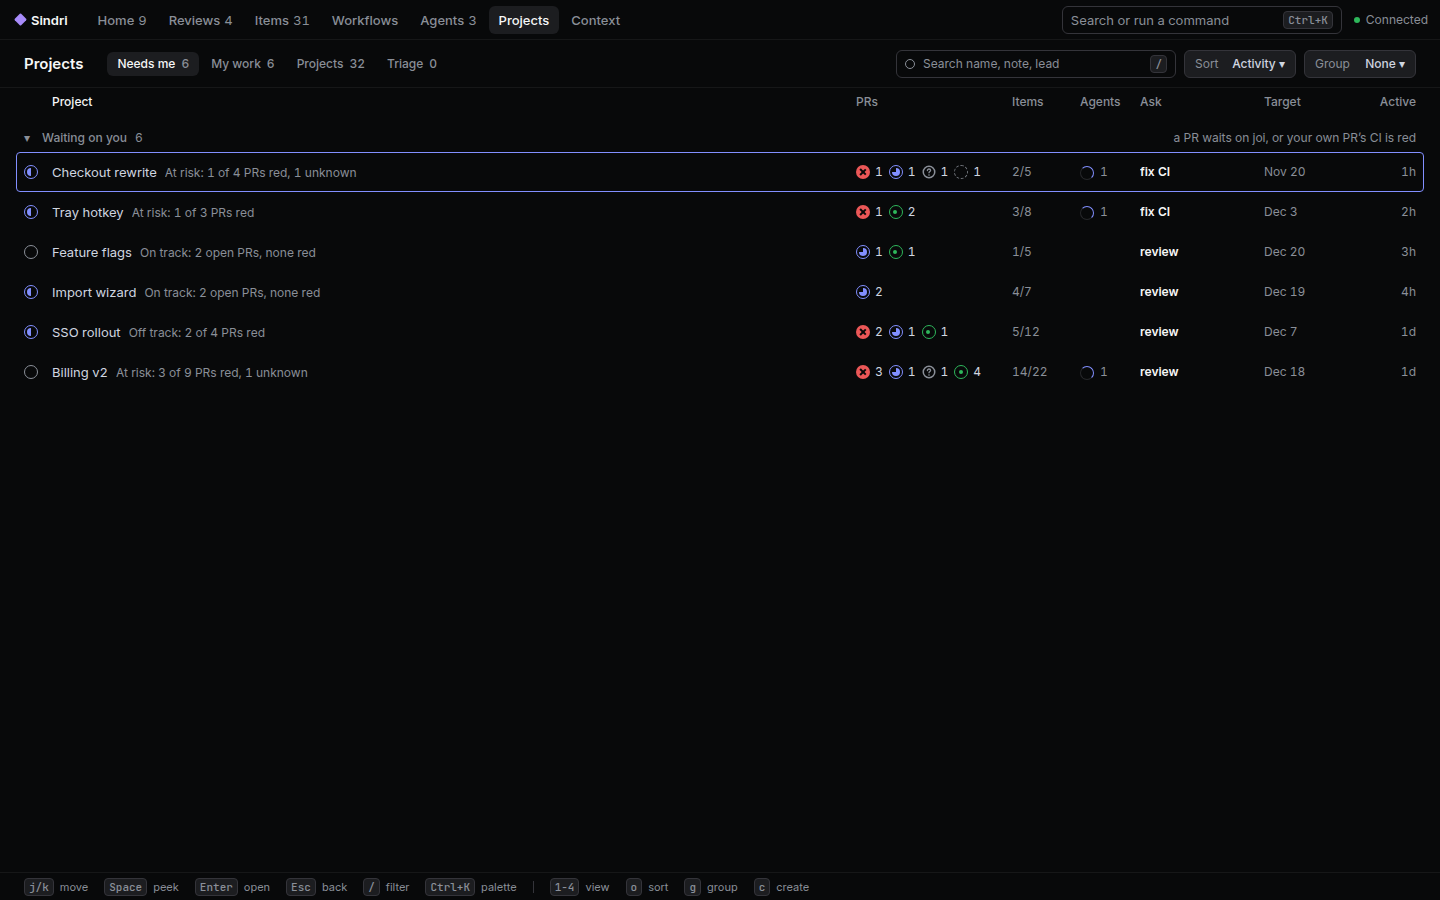 Sindri Home 9 Reviews 4 Items 31 Workflows Agents 3 Projects Context Search or run a command Ctrl+K Connected
Projects Needs me 6 My work 6 Projects 32 Triage 0 Search name, note, lead / Sort Activity ▾ Group None ▾
Project PRs Items Agents Ask Target Active
▾ Waiting on you 6 a PR waits on joi, or your own PR's CI is red
Checkout rewrite At risk: 1 of 4 PRs red, 1 unknown 1 1 1 1 2/5 1 fix CI Nov 20 1h
Tray hotkey At risk: 1 of 3 PRs red 1 2 3/8 1 fix CI Dec 3 2h
Feature flags On track: 2 open PRs, none red 1 1 1/5 review Dec 20 3h
Import wizard On track: 2 open PRs, none red 2 4/7 review Dec 19 4h
SSO rollout Off track: 2 of 4 PRs red 2 1 1 5/12 review Dec 7 1d
Billing v2 At risk: 3 of 9 PRs red, 1 unknown 3 1 1 4 14/22 1 review Dec 18 1d
j/k move Space peek Enter open Esc back / filter Ctrl+K palette 1-4 view o sort g group c create